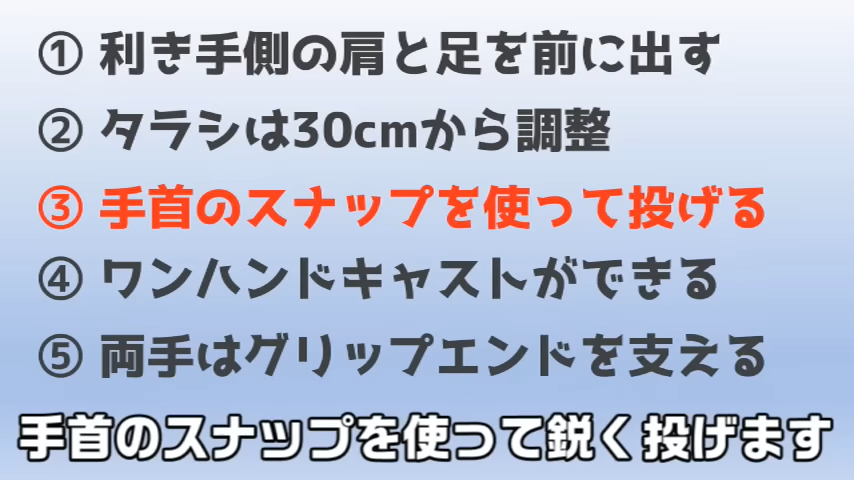 ① 利き手側の肩と足を前に出す
② タラシは30cmから調整
③ 手首のスナップを使って投げる
④ ワンハンドキャストができる
⑤ 両手はグリップエンドを支える
手首のスナップを使って鋭く投げます